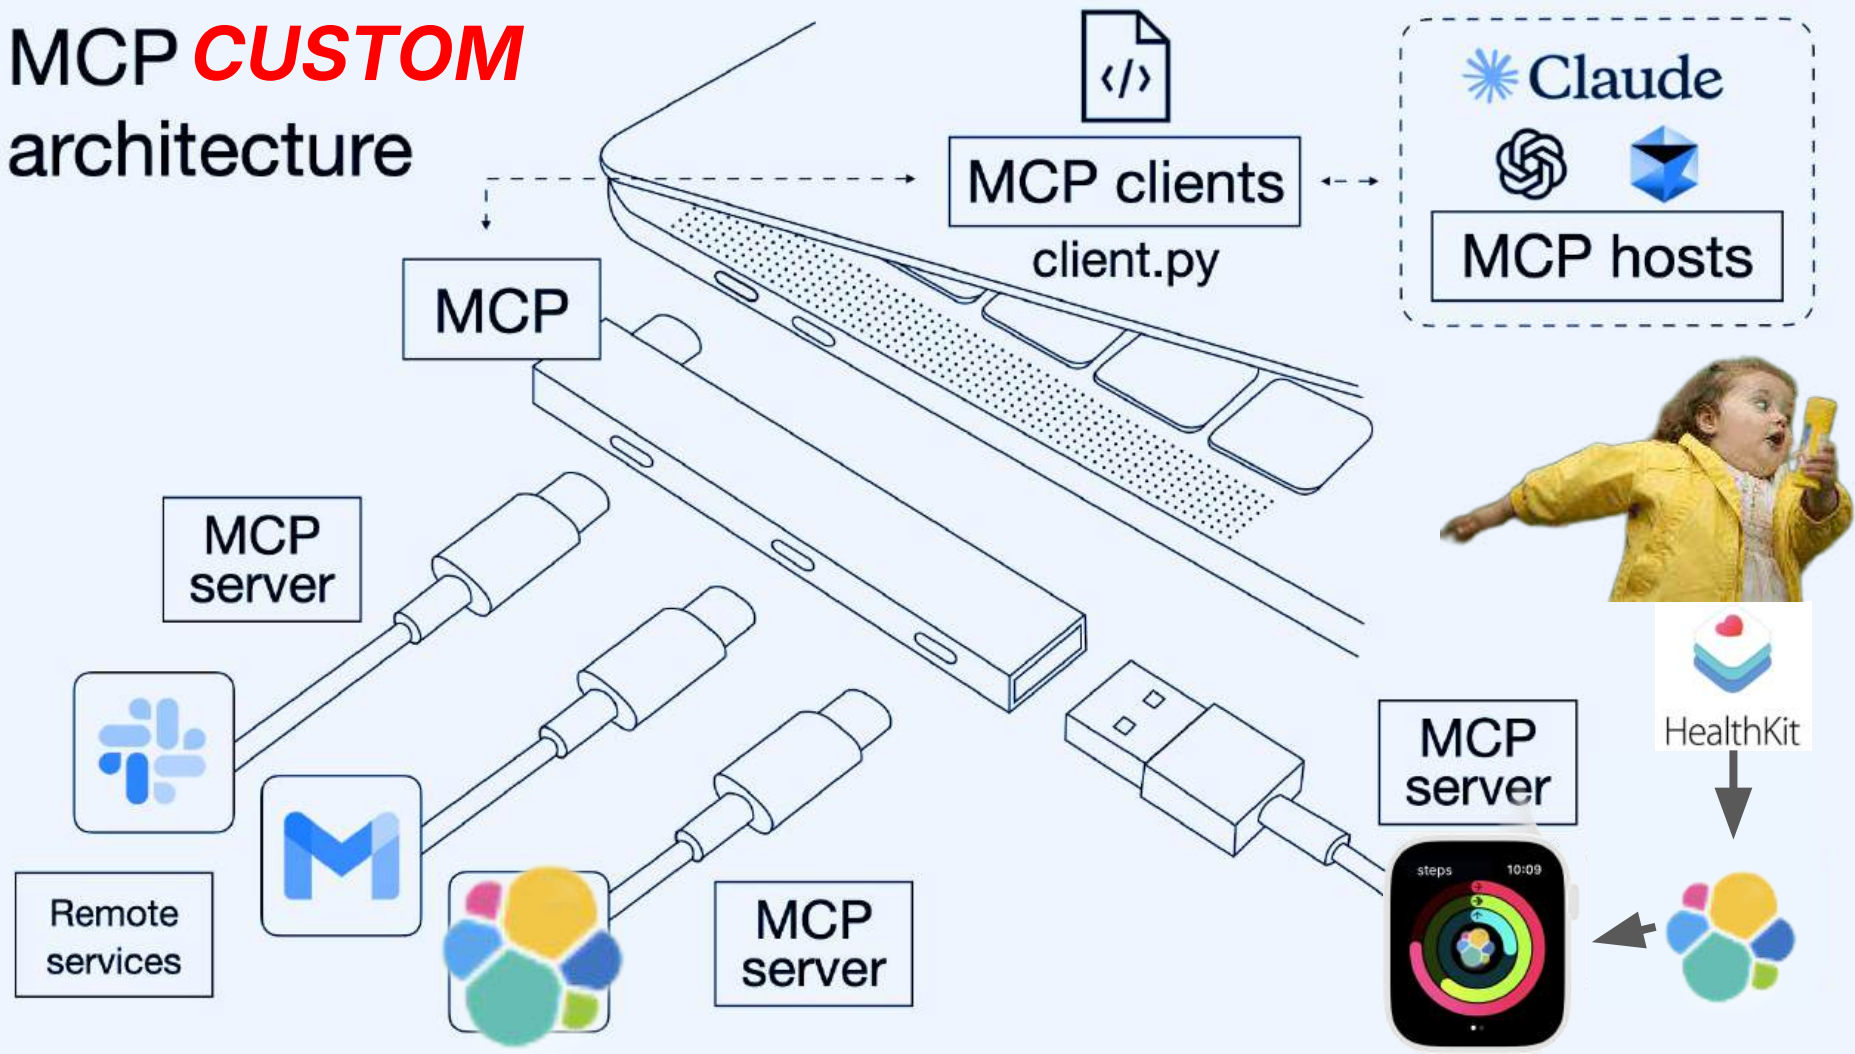 MCP CUSTOM
architecture
</>
MCP clients
client.py
Claude
MCP hosts
MCP
MCP
server
Remote
services
MCP
server
MCP
server
HealthKit
steps 10:09